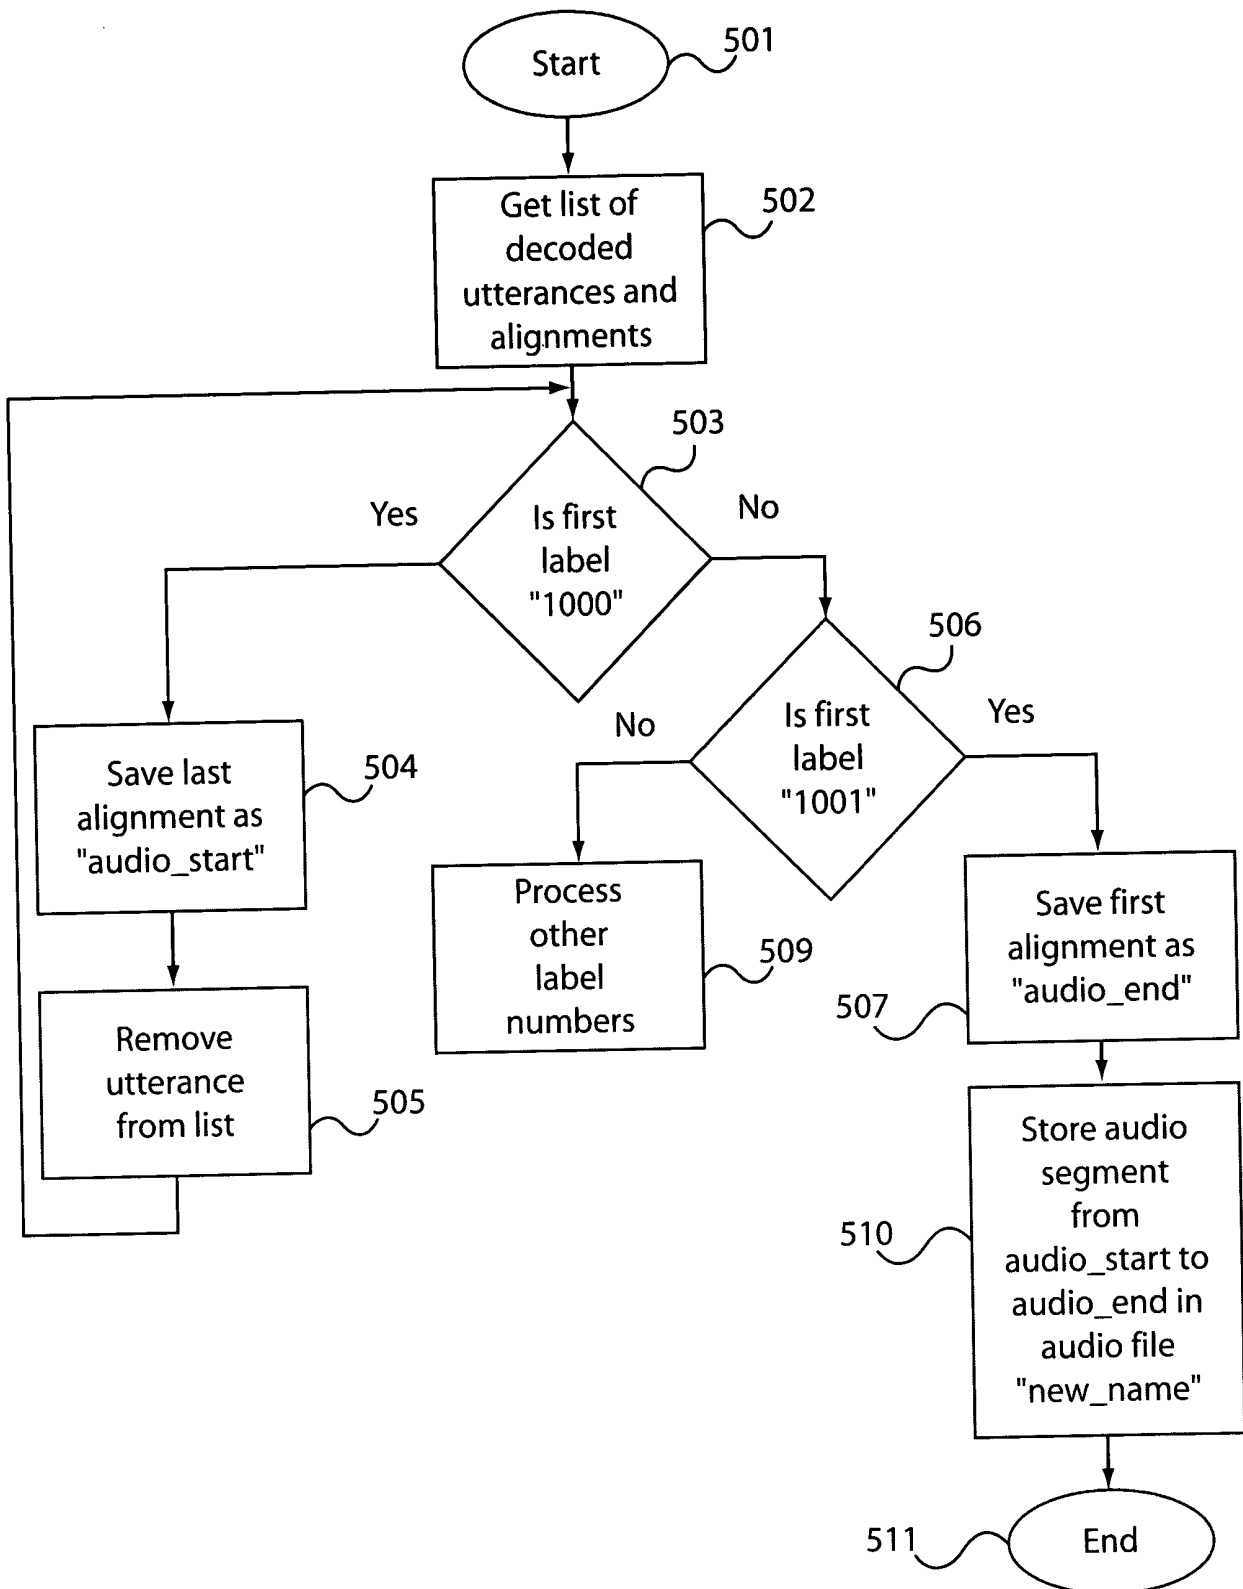 Start
501
Get list of
decoded
utterances and
alignments
502
503
Yes
No
Is first
label
"1000"
506
No
Yes
Is first
label
"1001"
Save last
alignment as
"audio_start"
504
Process
other
label
numbers
509
Save first
alignment as
"audio_end"
507
Remove
utterance
from list
505
Store audio
segment
from
audio_start to
audio_end in
audio file
"new_name"
510
End
511